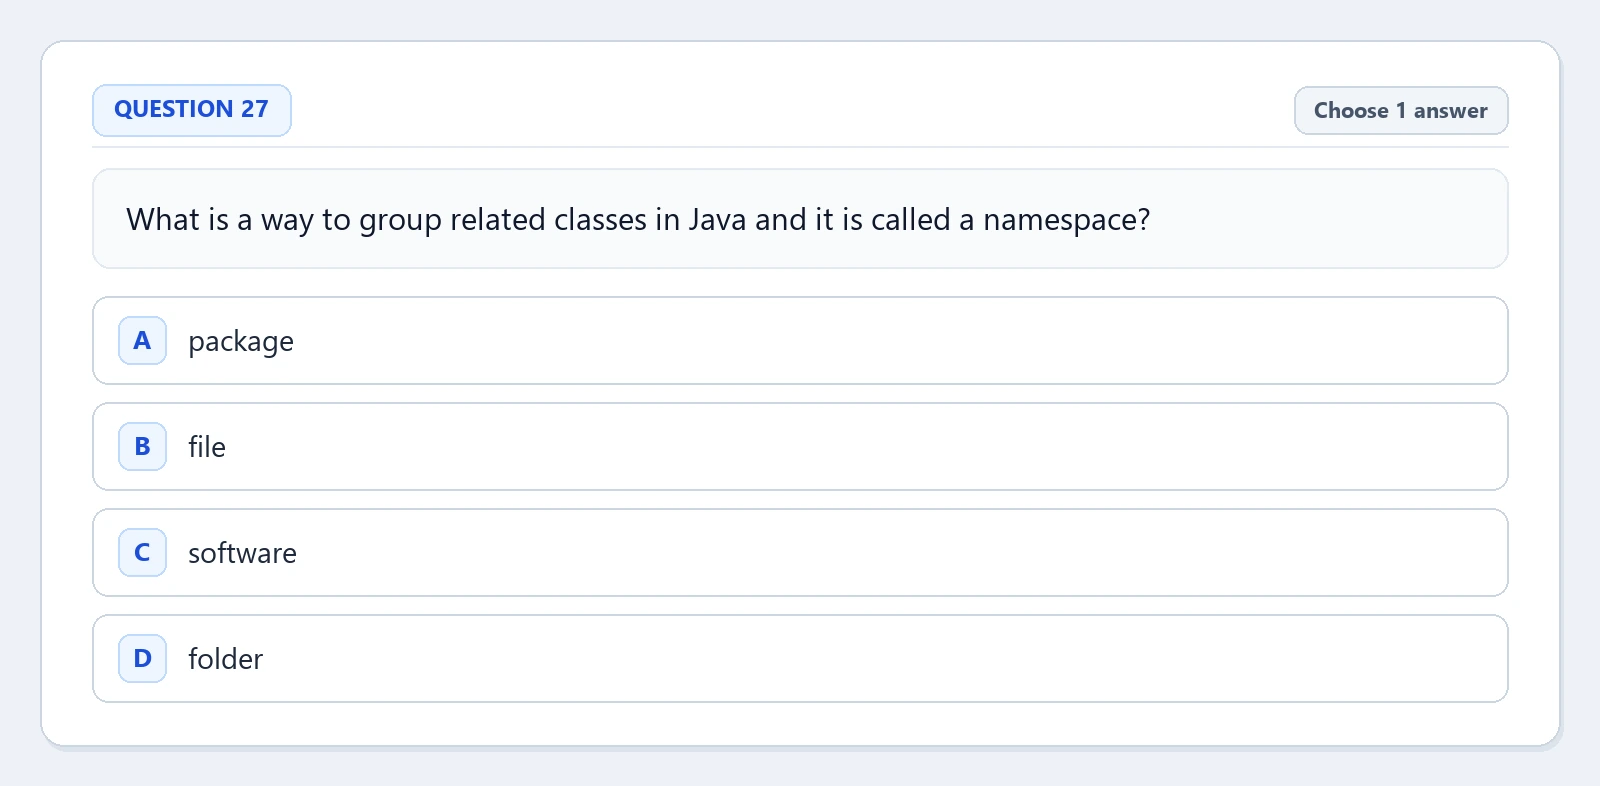 QUESTION 27
Choose 1 answer
What is a way to group related classes in Java and it is called a namespace?
A package
B file
C software
D folder